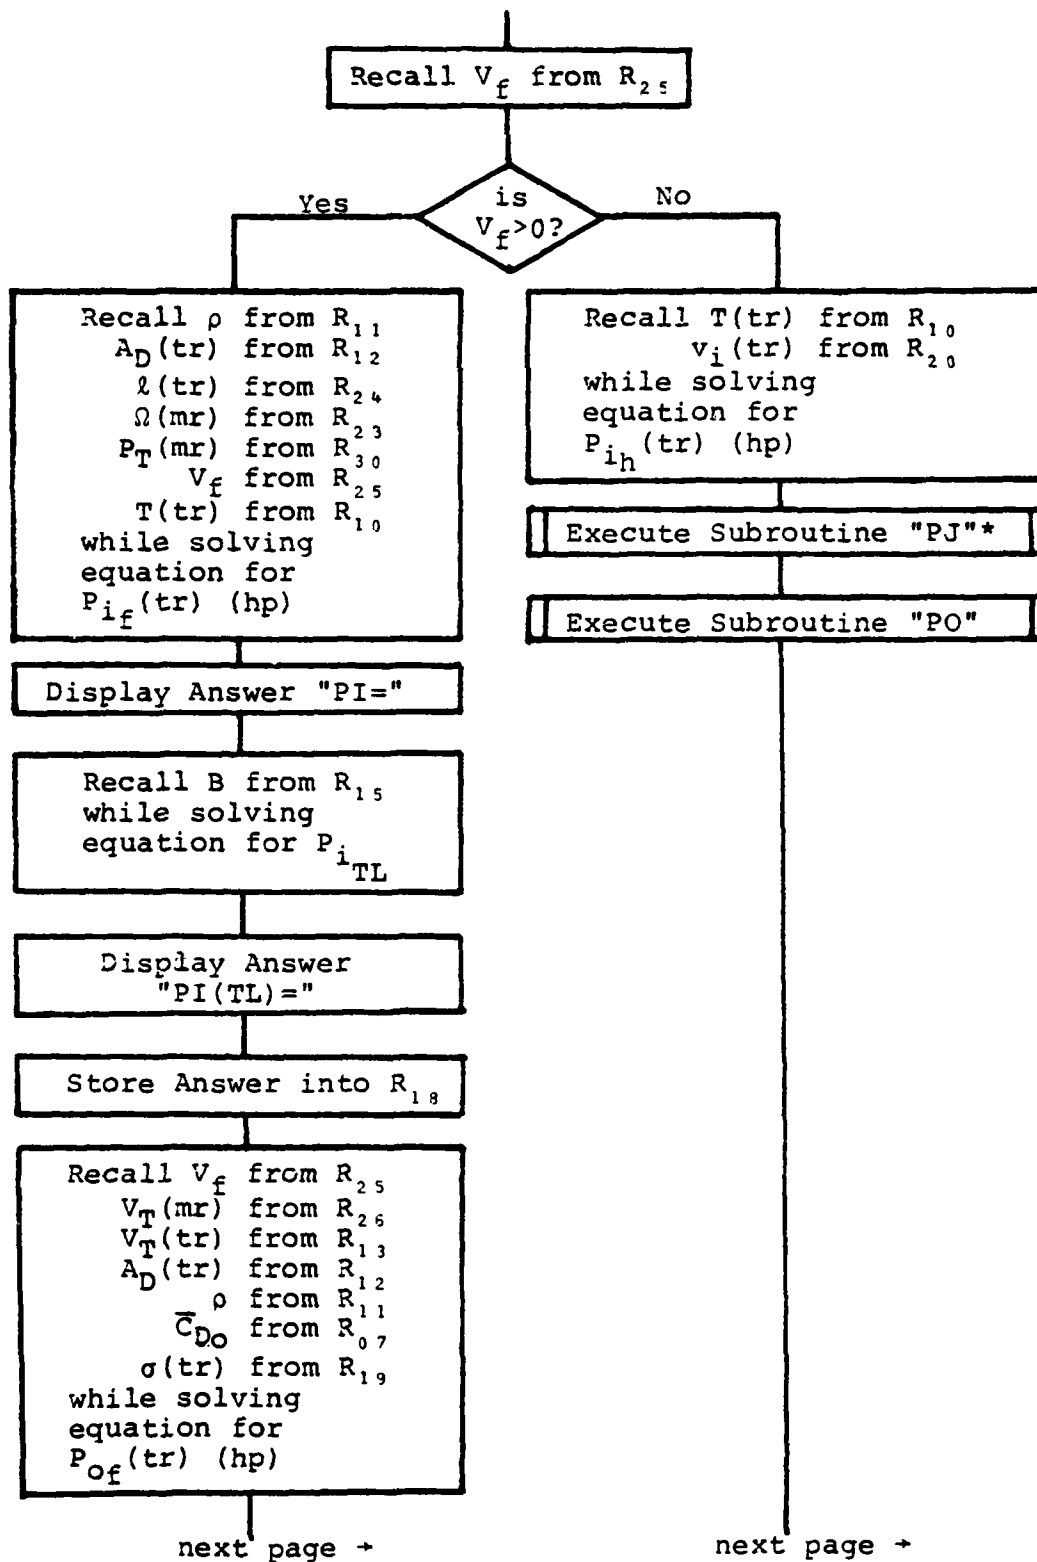 Recall V_f from R_25
is
V_f>0?
Yes
No
Recall ρ from R_11
A_D(tr) from R_12
ℓ(tr) from R_24
Ω(mr) from R_23
P_T(mr) from R_30
V_f from R_25
T(tr) from R_10
while solving
equation for
P_i_f(tr) (hp)
Display Answer "PI="
Recall B from R_15
while solving
equation for P_i_TL
Display Answer
"PI(TL)="
Store Answer into R_18
Recall V_f from R_25
V_T(mr) from R_26
V_T(tr) from R_13
A_D(tr) from R_12
ρ from R_11
C̅_Do from R_07
σ(tr) from R_19
while solving
equation for
P_of(tr) (hp)
next page →
Recall T(tr) from R_10
v_i(tr) from R_20
while solving
equation for
P_i_h(tr) (hp)
Execute Subroutine "PJ"*
Execute Subroutine "PO"
next page →